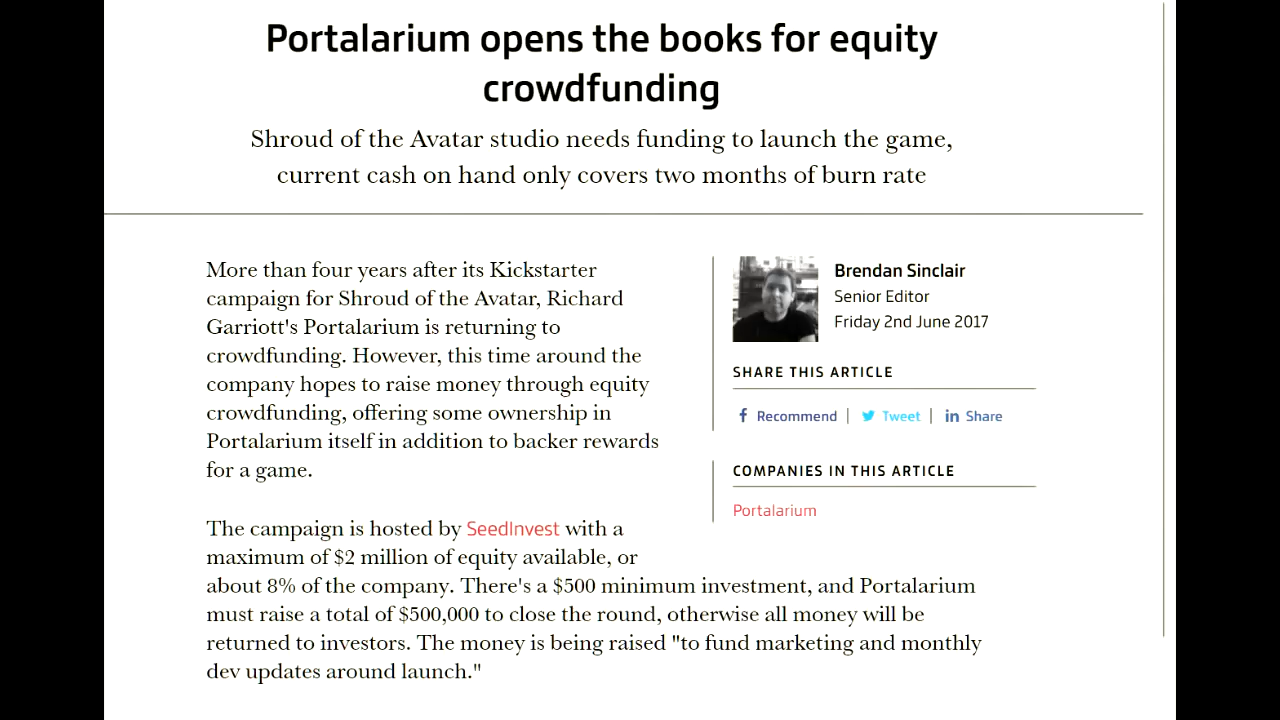 Portalarium opens the books for equity
crowdfunding
Shroud of the Avatar studio needs funding to launch the game,
current cash on hand only covers two months of burn rate
More than four years after its Kickstarter
campaign for Shroud of the Avatar, Richard
Garriott's Portalarium is returning to
crowdfunding. However, this time around the
company hopes to raise money through equity
crowdfunding, offering some ownership in
Portalarium itself in addition to backer rewards
for a game.
The campaign is hosted by SeedInvest with a
maximum of $2 million of equity available, or
about 8% of the company. There's a $500 minimum investment, and Portalarium
must raise a total of $500,000 to close the round, otherwise all money will be
returned to investors. The money is being raised "to fund marketing and monthly
dev updates around launch."
Brendan Sinclair
Senior Editor
Friday 2nd June 2017
SHARE THIS ARTICLE
Recommend | Tweet | in Share
COMPANIES IN THIS ARTICLE
Portalarium